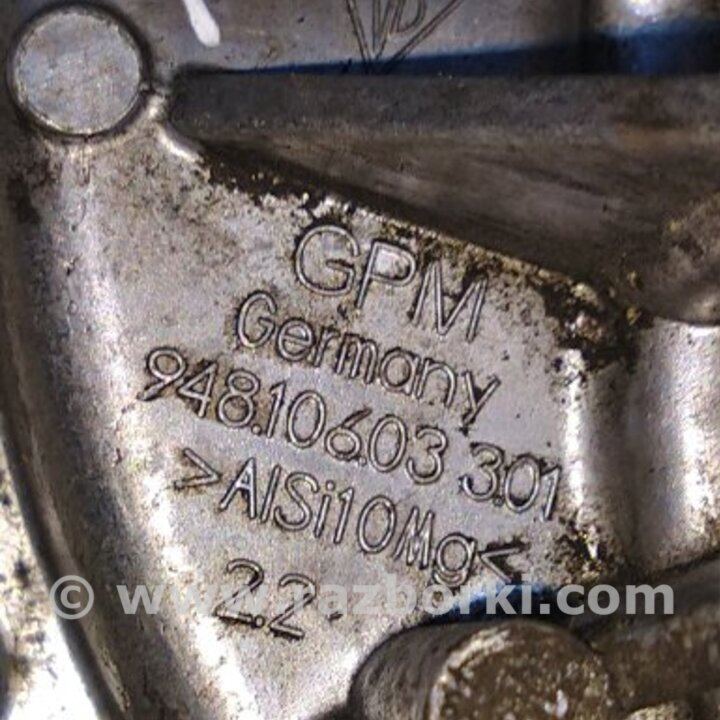 GPM
Germany
948.106.03 3.01
>AlSi10Mg<
2.2
© www.razborki.com